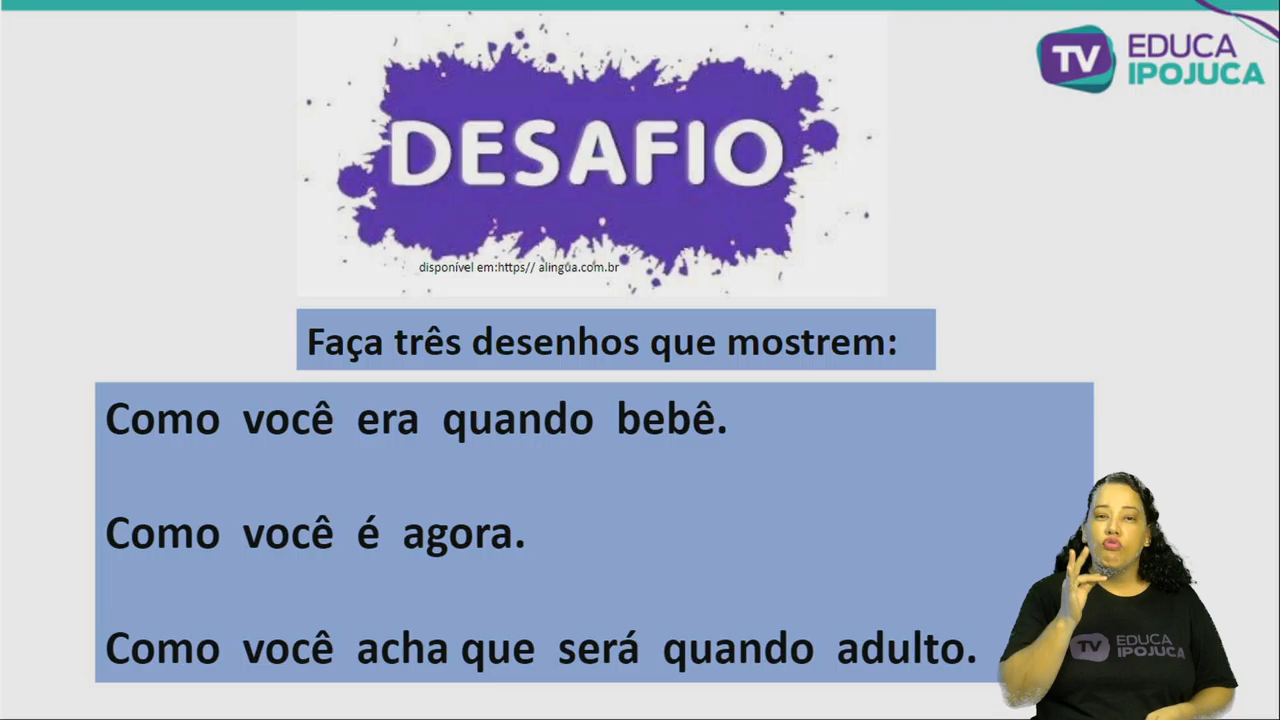 TV EDUCA
IPOJUCA
DESAFIO
disponível em:https// alingua.com.br
Faça três desenhos que mostrem:
Como você era quando bebê.
Como você é agora.
Como você acha que será quando adulto.
TV EDUCA
IPOJUCA